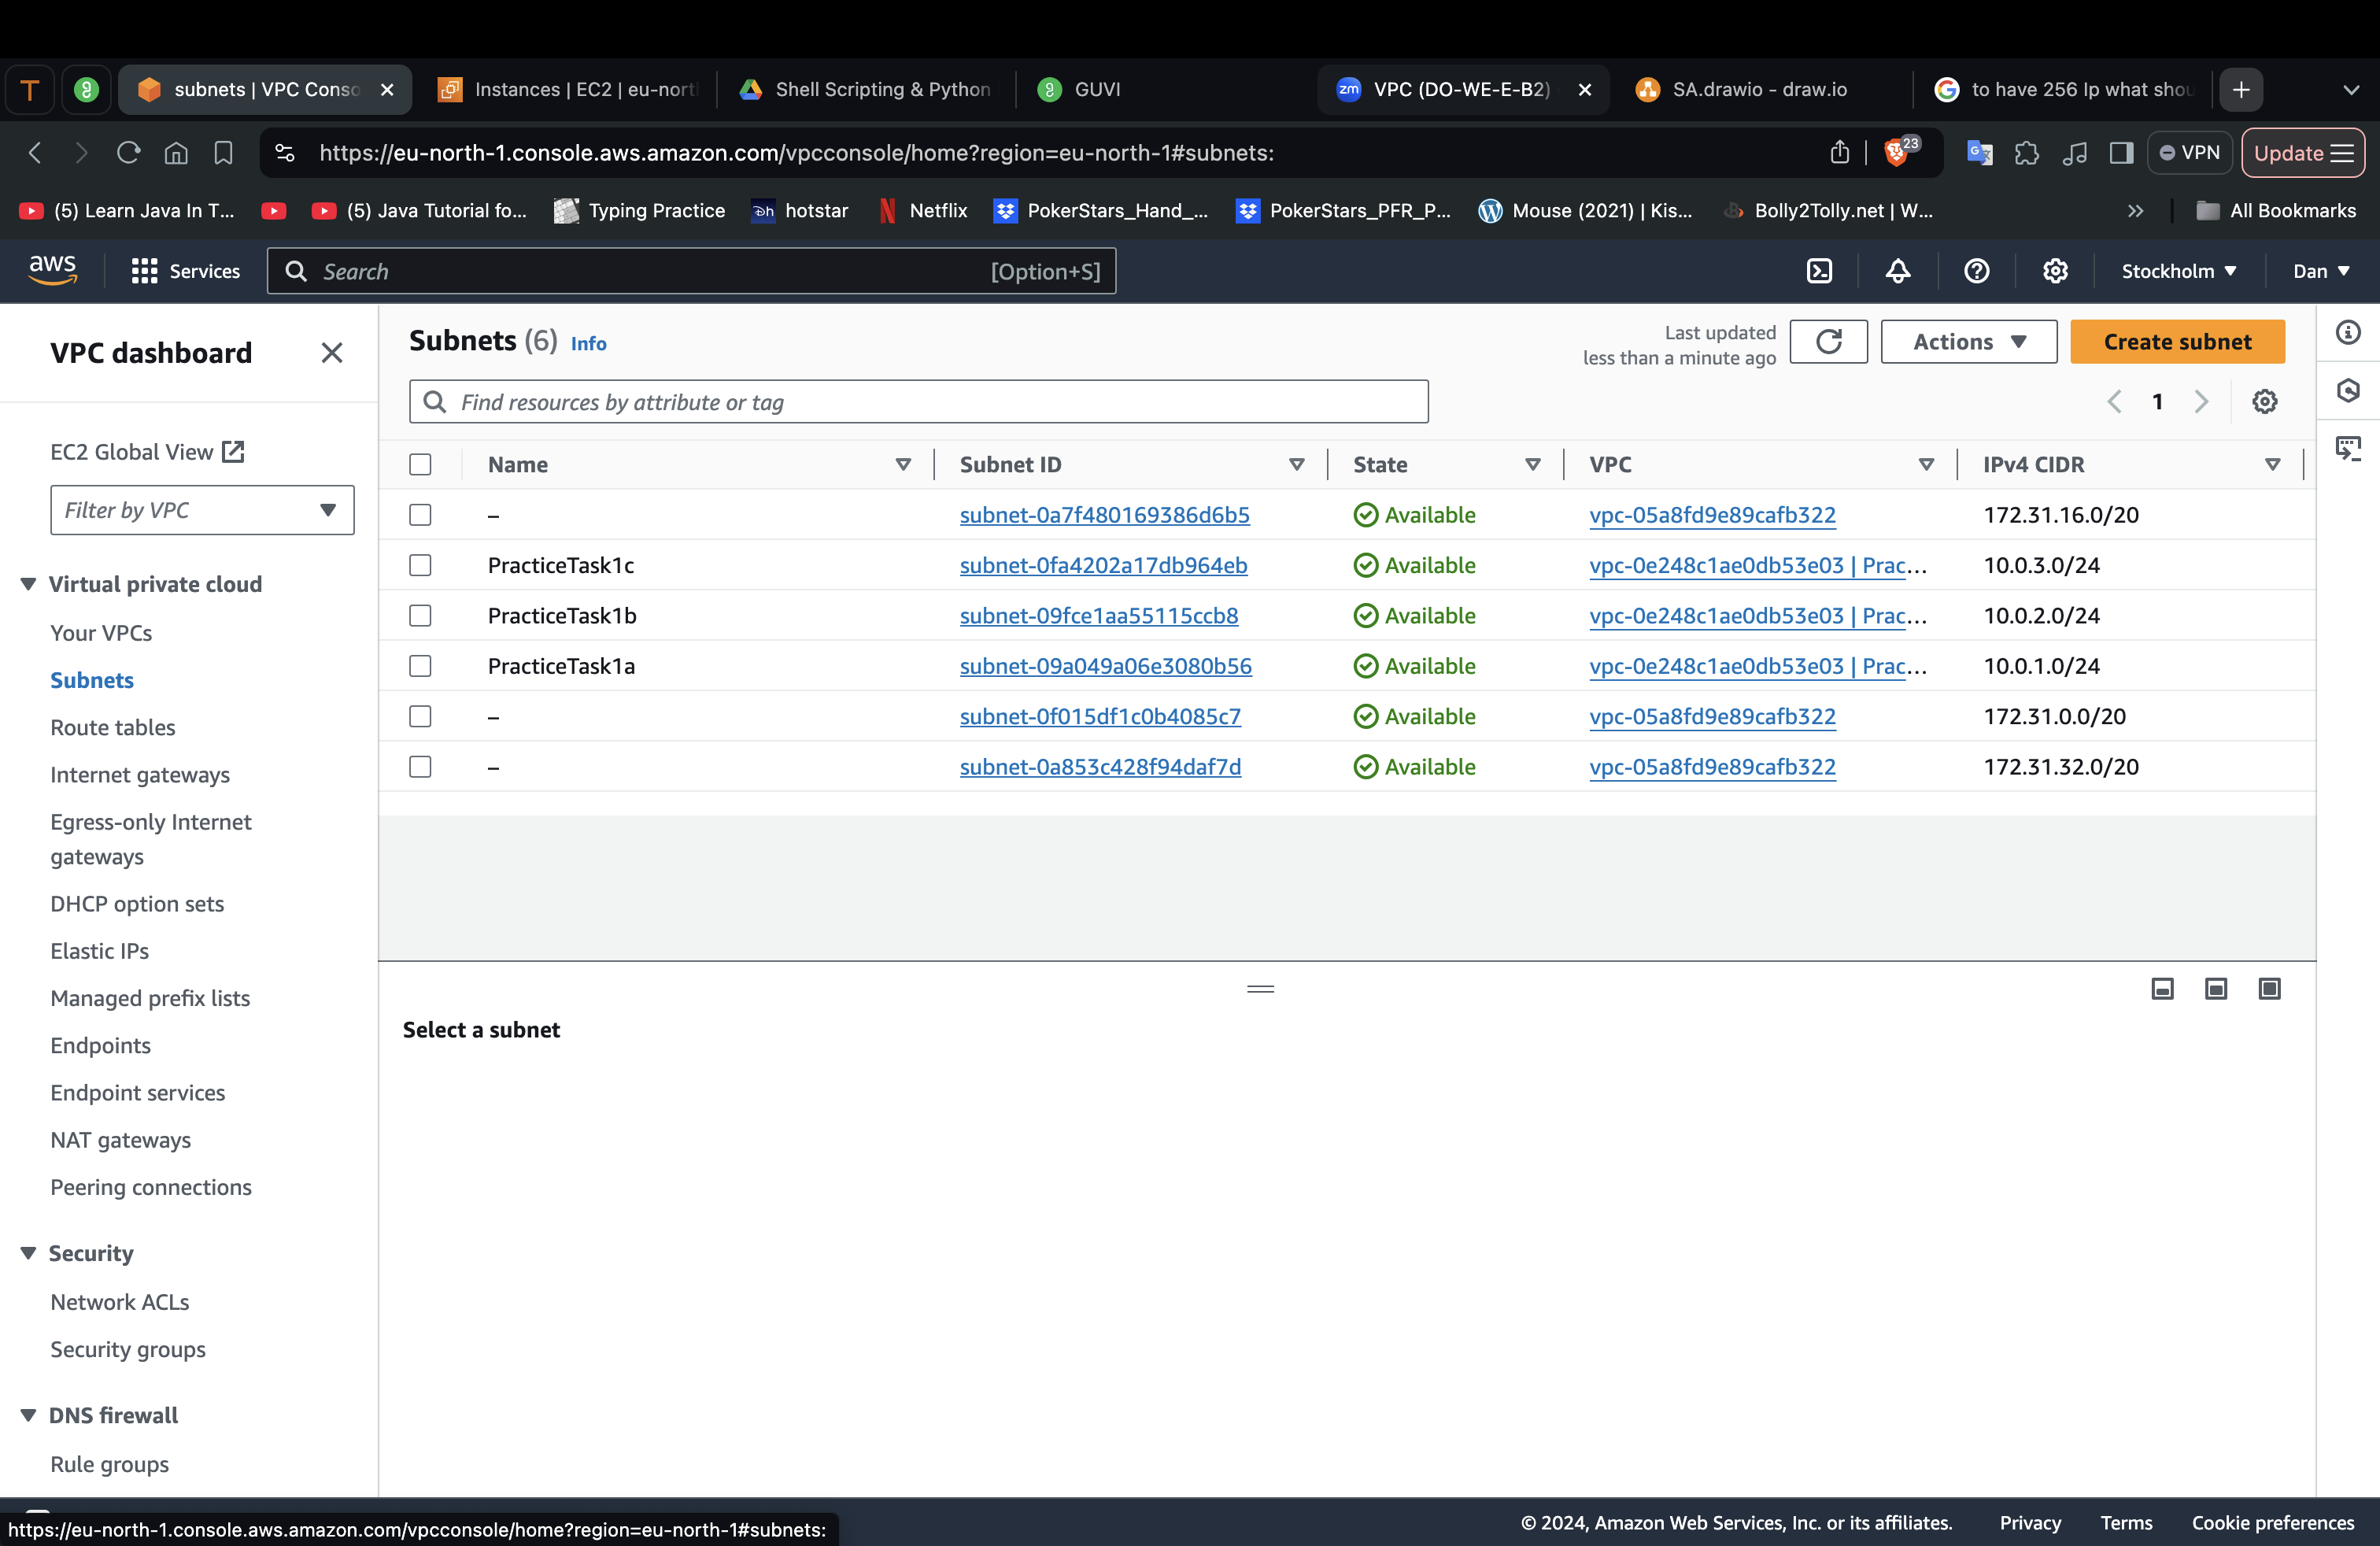 subnets | VPC Conso
Instances | EC2 | eu-nort
Shell Scripting & Python
GUVI
zm
VPC (DO-WE-E-B2)
SA.drawio - draw.io
to have 256 Ip what shou
https://eu-north-1.console.aws.amazon.com/vpcconsole/home?region=eu-north-1#subnets:
23
VPN
Update
(5) Learn Java In T...
(5) Java Tutorial fo...
Typing Practice
hotstar
Netflix
PokerStars_Hand_...
PokerStars_PFR_P...
Mouse (2021) | Kis...
Bolly2Tolly.net | W...
All Bookmarks
aws
Services
Search
[Option+S]
Stockholm
Dan
VPC dashboard
EC2 Global View
Filter by VPC
Virtual private cloud
Your VPCs
Subnets
Route tables
Internet gateways
Egress-only Internet
gateways
DHCP option sets
Elastic IPs
Managed prefix lists
Endpoints
Endpoint services
NAT gateways
Peering connections
Security
Network ACLs
Security groups
DNS firewall
Rule groups
Subnets (6) Info
Last updated
less than a minute ago
Actions
Create subnet
Find resources by attribute or tag
1
Name Subnet ID State VPC IPv4 CIDR
– subnet-0a7f480169386d6b5 Available vpc-05a8fd9e89cafb322 172.31.16.0/20
PracticeTask1c subnet-0fa4202a17db964eb Available vpc-0e248c1ae0db53e03 | Prac... 10.0.3.0/24
PracticeTask1b subnet-09fce1aa55115ccb8 Available vpc-0e248c1ae0db53e03 | Prac... 10.0.2.0/24
PracticeTask1a subnet-09a049a06e3080b56 Available vpc-0e248c1ae0db53e03 | Prac... 10.0.1.0/24
– subnet-0f015df1c0b4085c7 Available vpc-05a8fd9e89cafb322 172.31.0.0/20
– subnet-0a853c428f94daf7d Available vpc-05a8fd9e89cafb322 172.31.32.0/20
Select a subnet
https://eu-north-1.console.aws.amazon.com/vpcconsole/home?region=eu-north-1#subnets:
© 2024, Amazon Web Services, Inc. or its affiliates.
Privacy
Terms
Cookie preferences